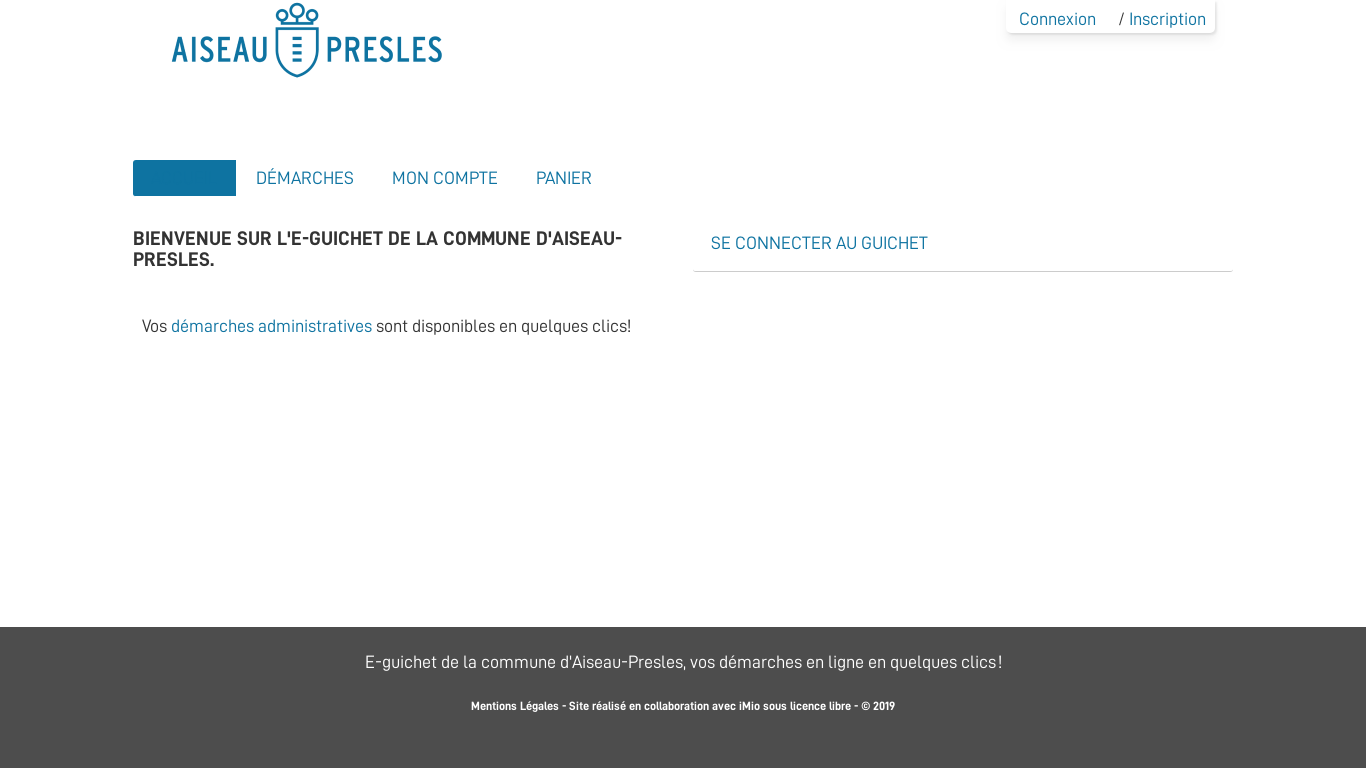 AISEAU PRESLES
Connexion / Inscription
DÉMARCHES MON COMPTE PANIER
BIENVENUE SUR L'E-GUICHET DE LA COMMUNE D'AISEAU-
PRESLES.
SE CONNECTER AU GUICHET
Vos démarches administratives sont disponibles en quelques clics!
E-guichet de la commune d'Aiseau-Presles, vos démarches en ligne en quelques clics !
Mentions Légales - Site réalisé en collaboration avec iMio sous licence libre - © 2019